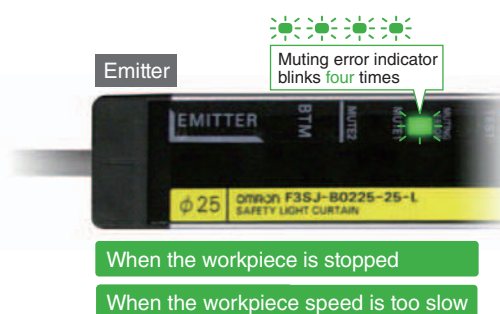 Muting error indicator
blinks four times
Emitter
EMITTER
BTM
MUTE2
MUTE1
MUTING
φ25
OMRON F3SJ-B0225-25-L
SAFETY LIGHT CURTAIN
When the workpiece is stopped
When the workpiece speed is too slow